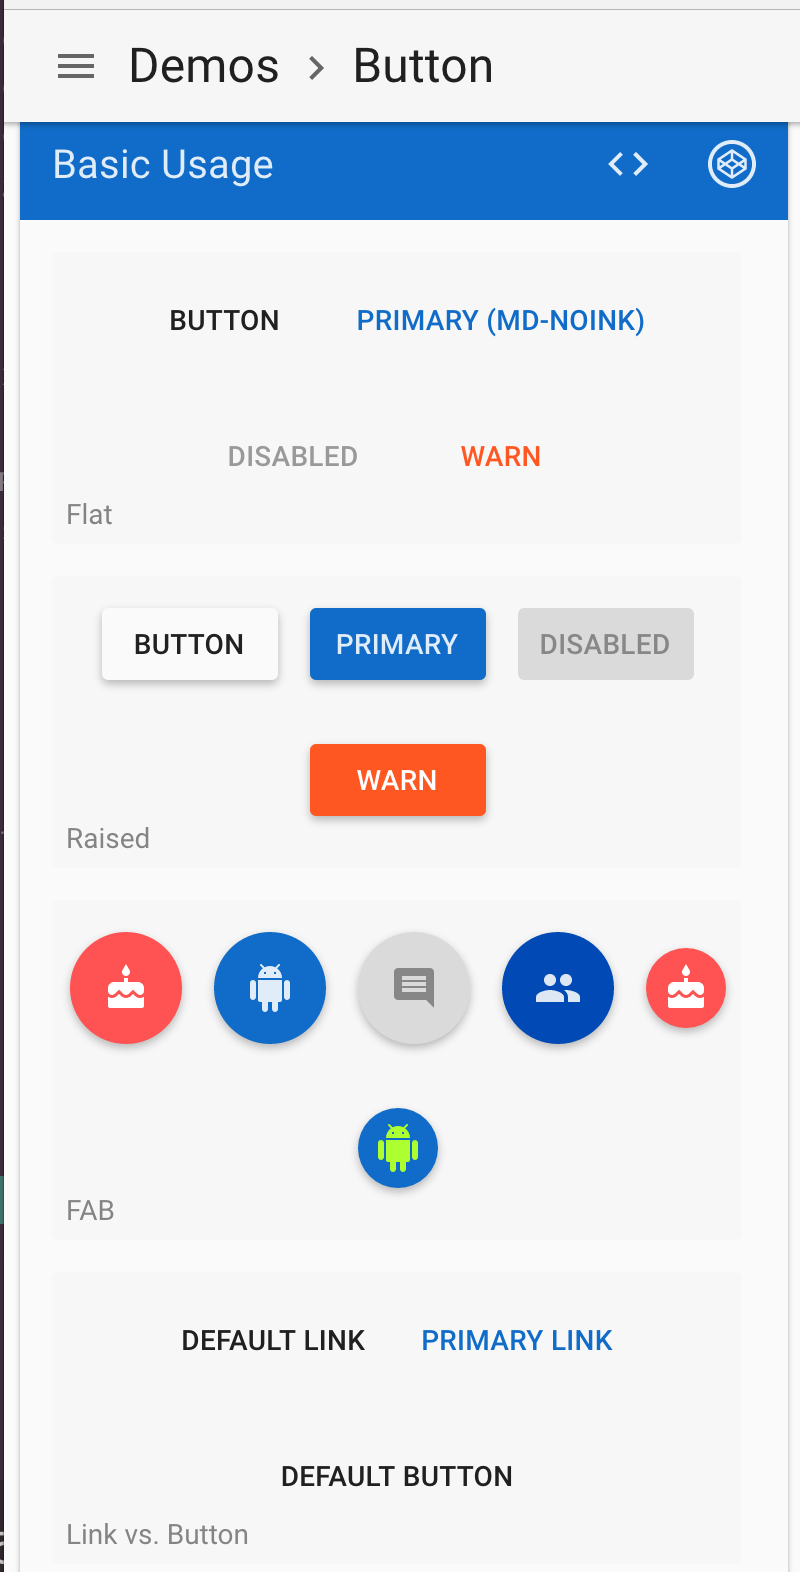 Demos > Button
Basic Usage
BUTTON PRIMARY (MD-NOINK)
DISABLED WARN
Flat
BUTTON PRIMARY DISABLED
WARN
Raised
FAB
DEFAULT LINK PRIMARY LINK
DEFAULT BUTTON
Link vs. Button